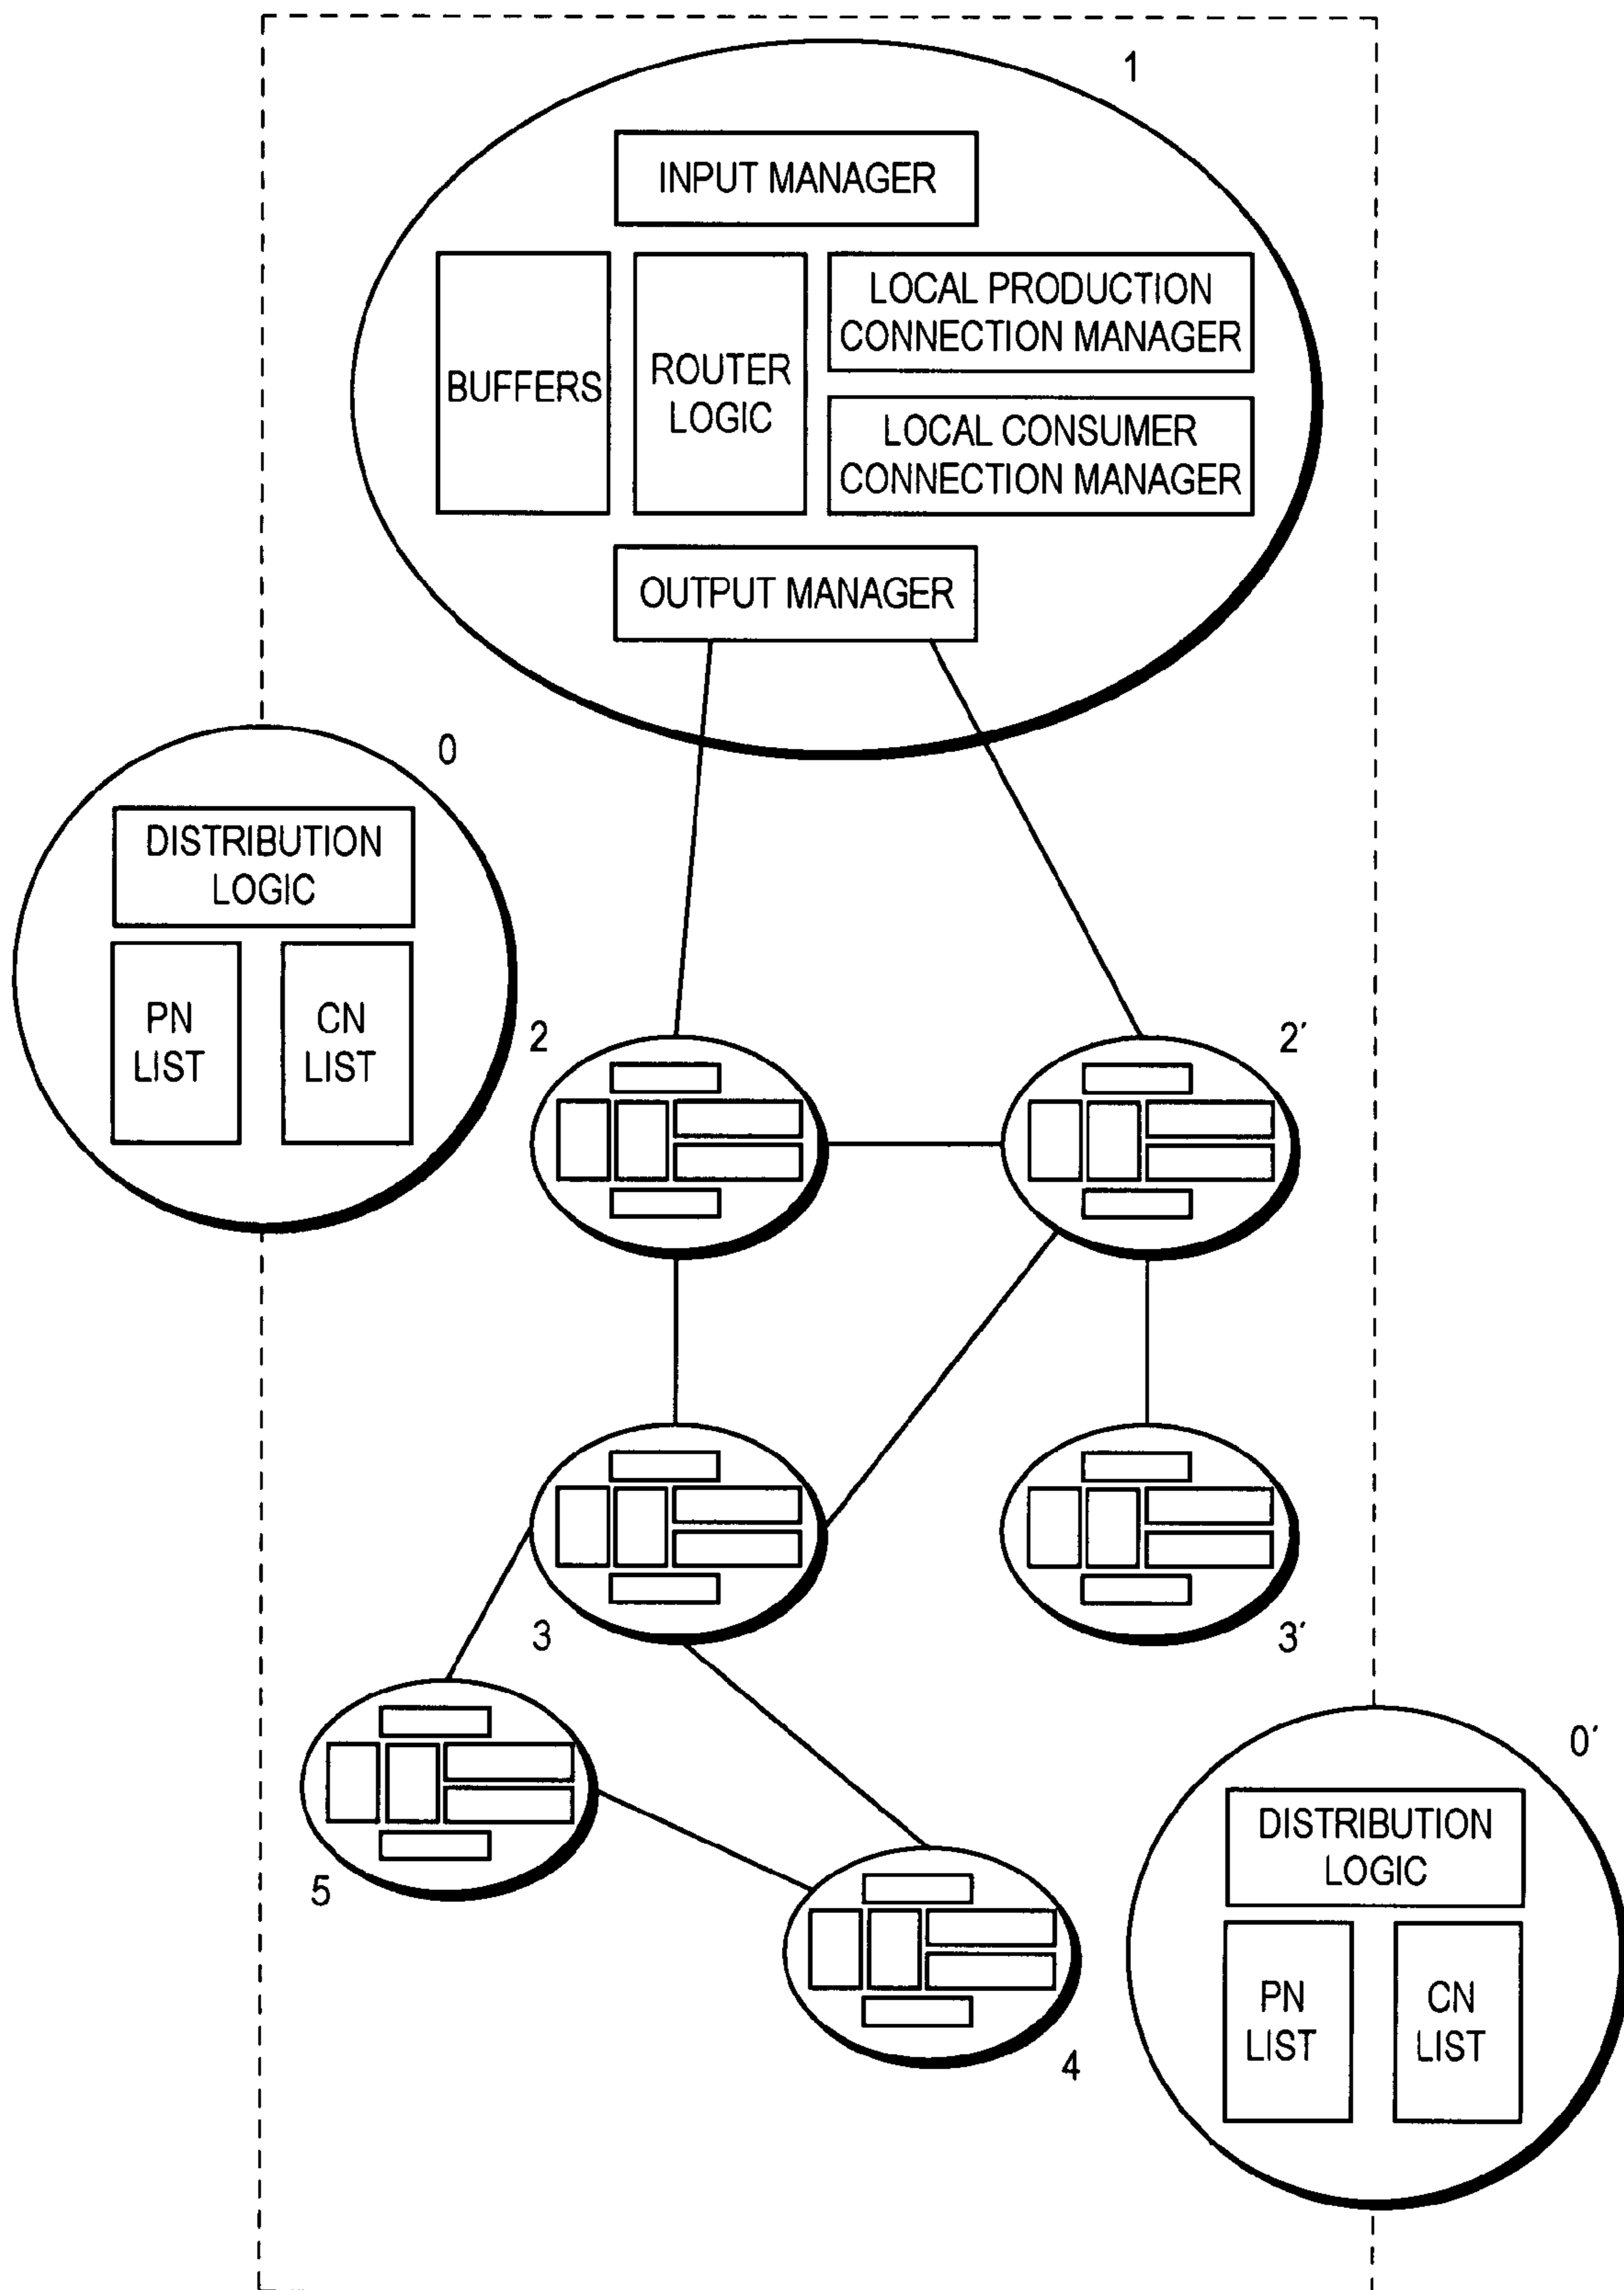 1
INPUT MANAGER
BUFFERS
ROUTER
LOGIC
LOCAL PRODUCTION
CONNECTION MANAGER
LOCAL CONSUMER
CONNECTION MANAGER
OUTPUT MANAGER
0
DISTRIBUTION
LOGIC
PN
LIST
CN
LIST
2
2′
3
3′
5
4
0′
DISTRIBUTION
LOGIC
PN
LIST
CN
LIST